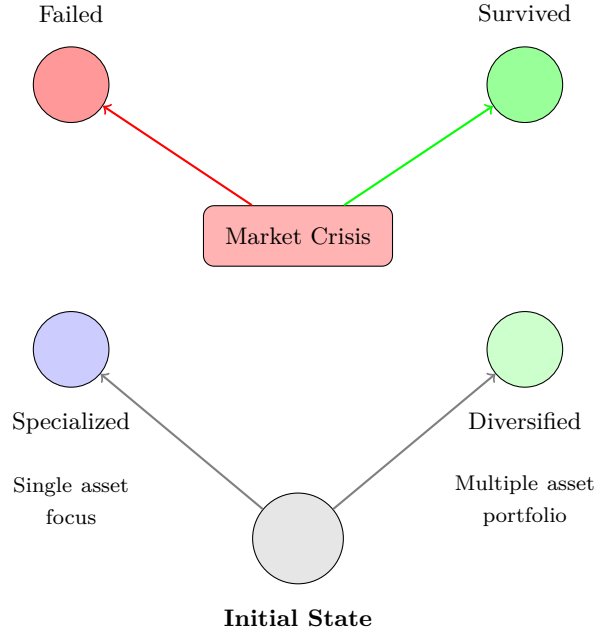 Failed
Survived
Market Crisis
Specialized
Diversified
Single asset
focus
Multiple asset
portfolio
Initial State